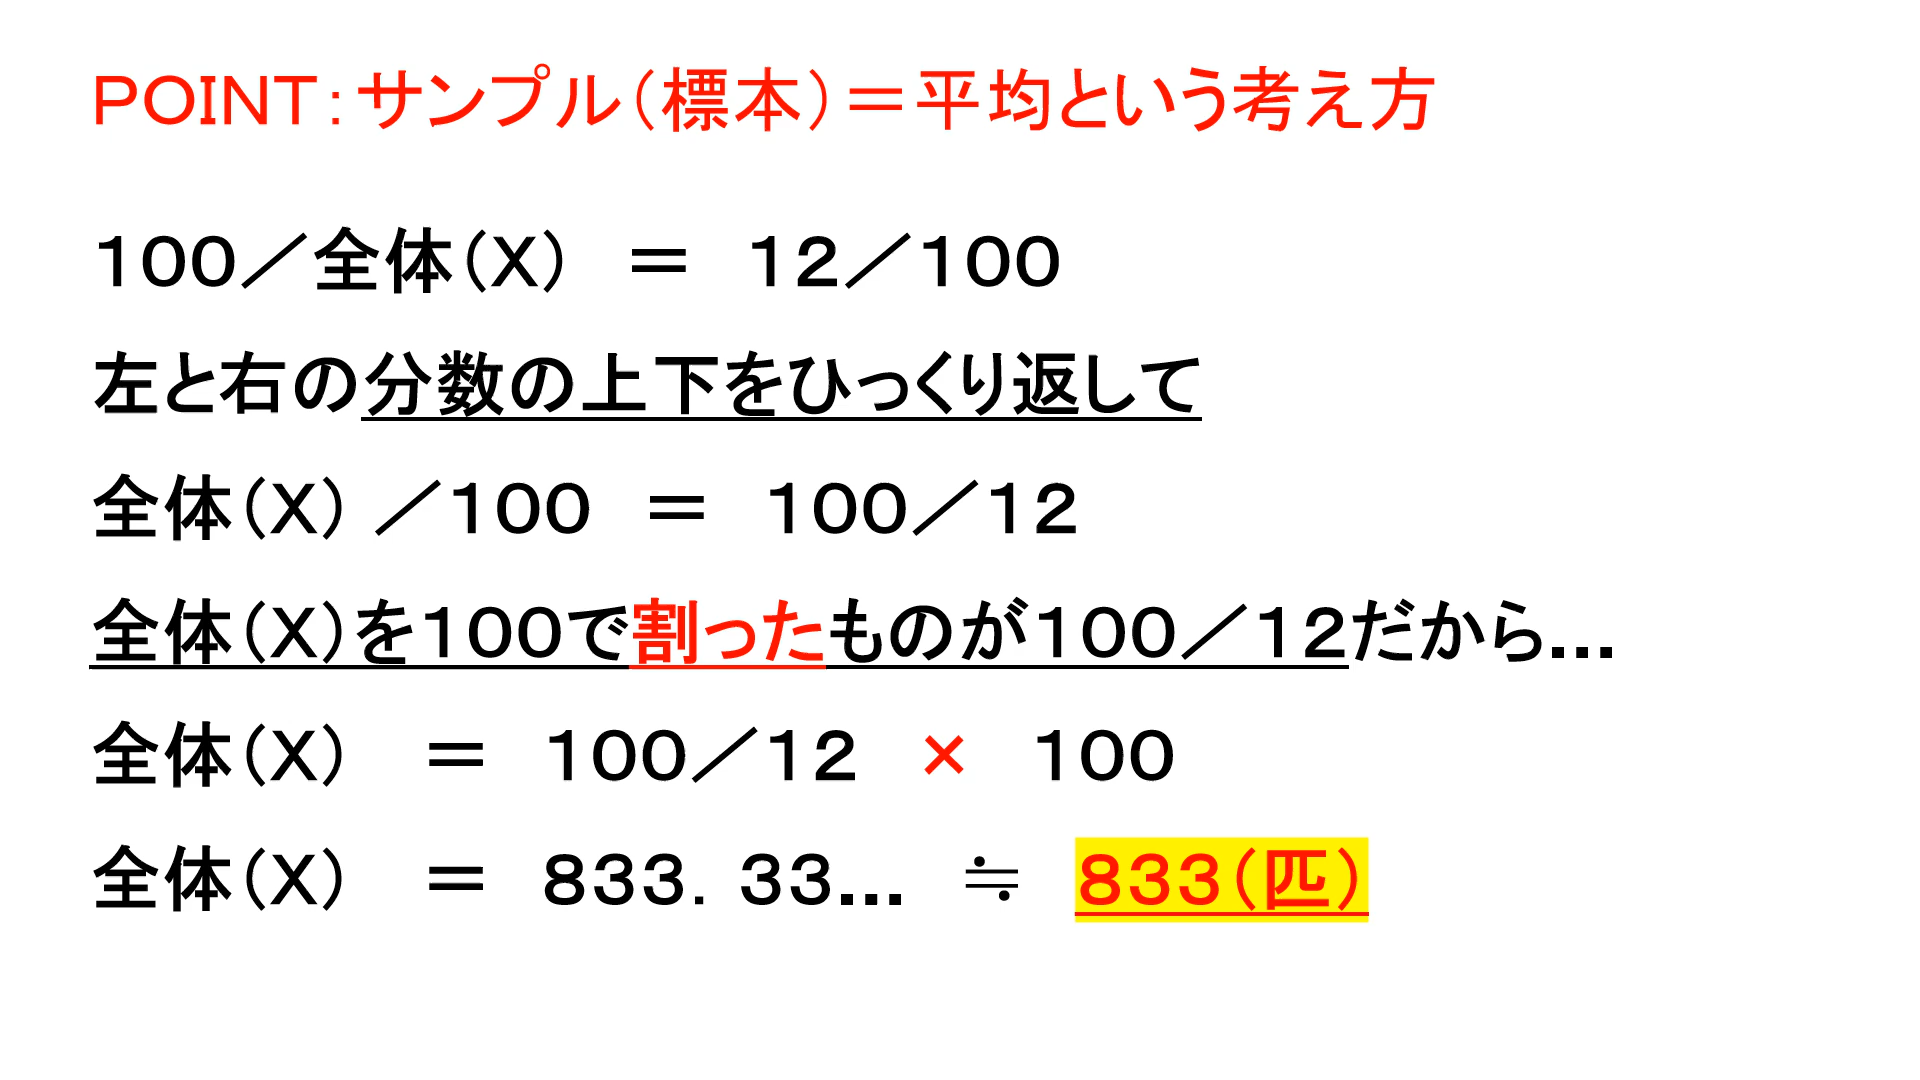 POINT:サンプル(標本)=平均という考え方
100/全体(X) = 12/100
左と右の分数の上下をひっくり返して
全体(X) /100 = 100/12
全体(X)を100で割ったものが100/12だから...
全体(X) = 100/12 × 100
全体(X) = 833.33... ≒ 833(匹)